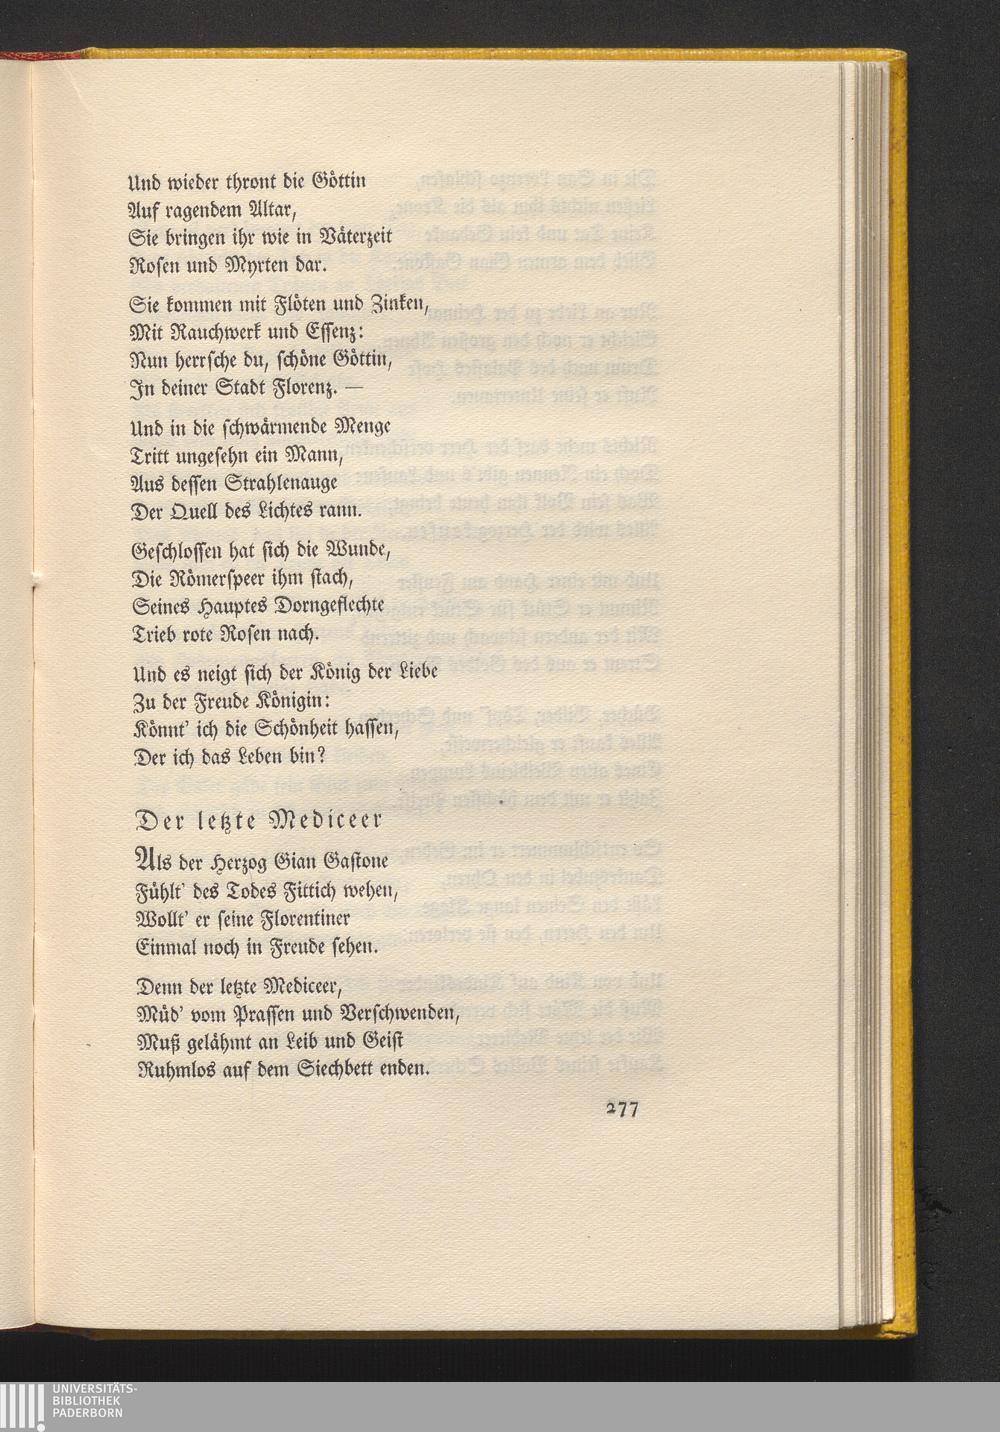 Und wieder thront die Göttin
Auf ragendem Altar,
Sie bringen ihr wie in Väterzeit
Rosen und Myrten dar.
Sie kommen mit Flöten und Zinken,
Mit Rauchwerk und Essenz:
Nun herrsche du, schöne Göttin,
In deiner Stadt Florenz. —
Und in die schwärmende Menge
Tritt ungesehn ein Mann,
Aus dessen Strahlenauge
Der Quell des Lichtes rann.
Geschlossen hat sich die Wunde,
Die Römerspeer ihm stach,
Seines Hauptes Dorngeflechte
Trieb rote Rosen nach.
Und es neigt sich der König der Liebe
Zu der Freude Königin:
Könnt' ich die Schönheit hassen,
Der ich das Leben bin?
Der letzte Mediceer
Als der Herzog Gian Gastone
Fühlt' des Todes Fittich wehen,
Wollt' er seine Florentiner
Einmal noch in Freude sehen.
Denn der letzte Mediceer,
Müd' vom Prassen und Verschwenden,
Muß gelähmt an Leib und Geist
Ruhmlos auf dem Siechbett enden.
277
UNIVERSITÄTS-
BIBLIOTHEK
PADERBORN